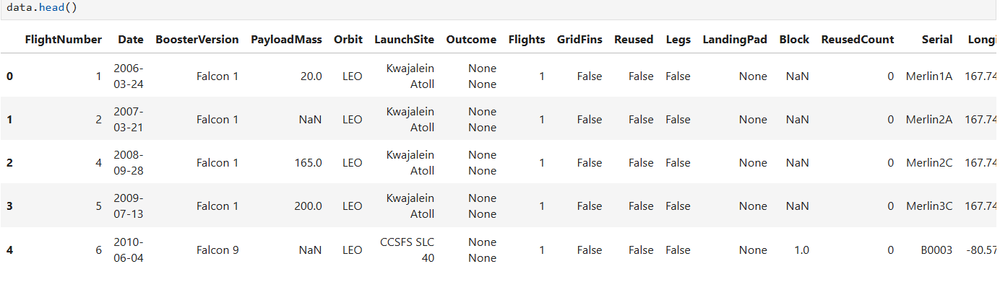 data.head()
FlightNumber Date BoosterVersion PayloadMass Orbit LaunchSite Outcome Flights GridFins Reused Legs LandingPad Block ReusedCount Serial Longi
0 1 2006-03-24 Falcon 1 20.0 LEO Kwajalein Atoll None None 1 False False False None NaN 0 Merlin1A 167.74
1 2 2007-03-21 Falcon 1 NaN LEO Kwajalein Atoll None None 1 False False False None NaN 0 Merlin2A 167.74
2 4 2008-09-28 Falcon 1 165.0 LEO Kwajalein Atoll None None 1 False False False None NaN 0 Merlin2C 167.74
3 5 2009-07-13 Falcon 1 200.0 LEO Kwajalein Atoll None None 1 False False False None NaN 0 Merlin3C 167.74
4 6 2010-06-04 Falcon 9 NaN LEO CCSFS SLC 40 None None 1 False False False None 1.0 0 B0003 -80.57